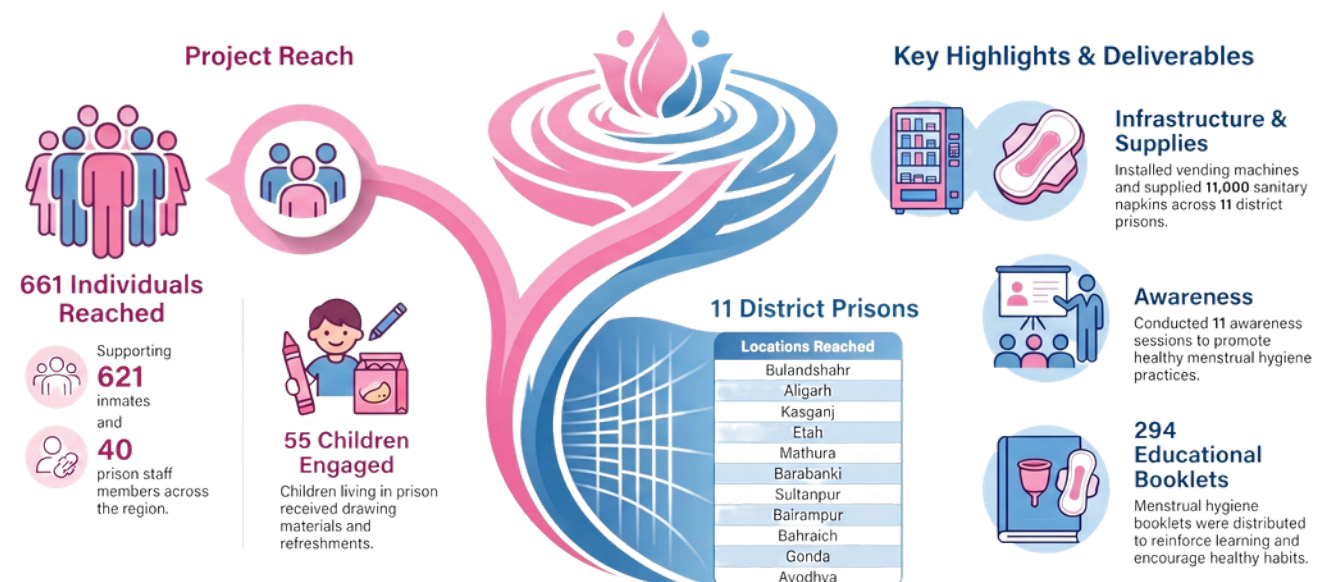 Project Reach
661 Individuals
Reached
Supporting
621
inmates
and
40
prison staff
members across
the region.
55 Children
Engaged
Children living in prison
received drawing
materials and
refreshments.
11 District Prisons
Locations Reached
Bulandshahr
Aligarh
Kasganj
Etah
Mathura
Barabanki
Sultanpur
Bairampur
Bahraich
Gonda
Ayodhya
Key Highlights & Deliverables
Infrastructure &
Supplies
Installed vending machines
and supplied 11,000 sanitary
napkins across 11 district
prisons.
Awareness
Conducted 11 awareness
sessions to promote
healthy menstrual hygiene
practices.
294
Educational
Booklets
Menstrual hygiene
booklets were distributed
to reinforce learning and
encourage healthy habits.